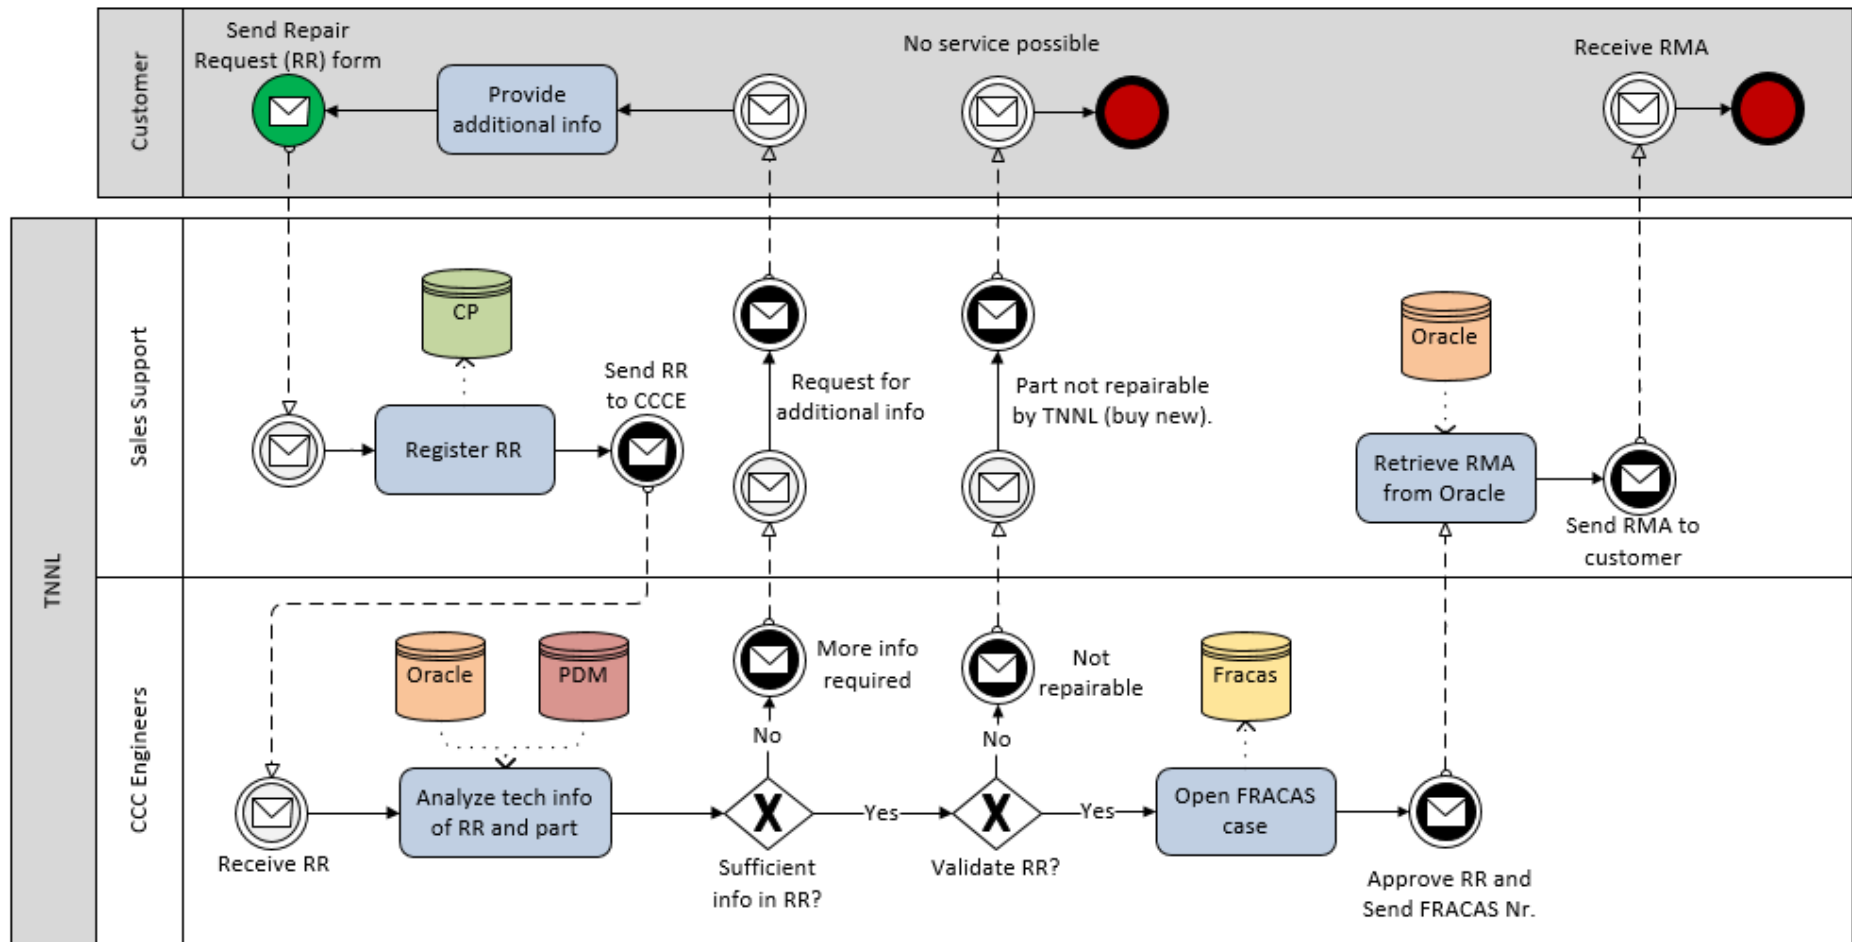 Customer
Send Repair
Request (RR) form
Provide
additional info
No service possible
Receive RMA
TNNL
Sales Support
CP
Register RR
Send RR
to CCCE
Request for
additional info
Part not repairable
by TNNL (buy new).
Oracle
Retrieve RMA
from Oracle
Send RMA to
customer
CCC Engineers
Receive RR
Oracle
PDM
Analyze tech info
of RR and part
More info
required
No
Sufficient
info in RR?
Yes
Not
repairable
No
Validate RR?
Yes
Fracas
Open FRACAS
case
Approve RR and
Send FRACAS Nr.